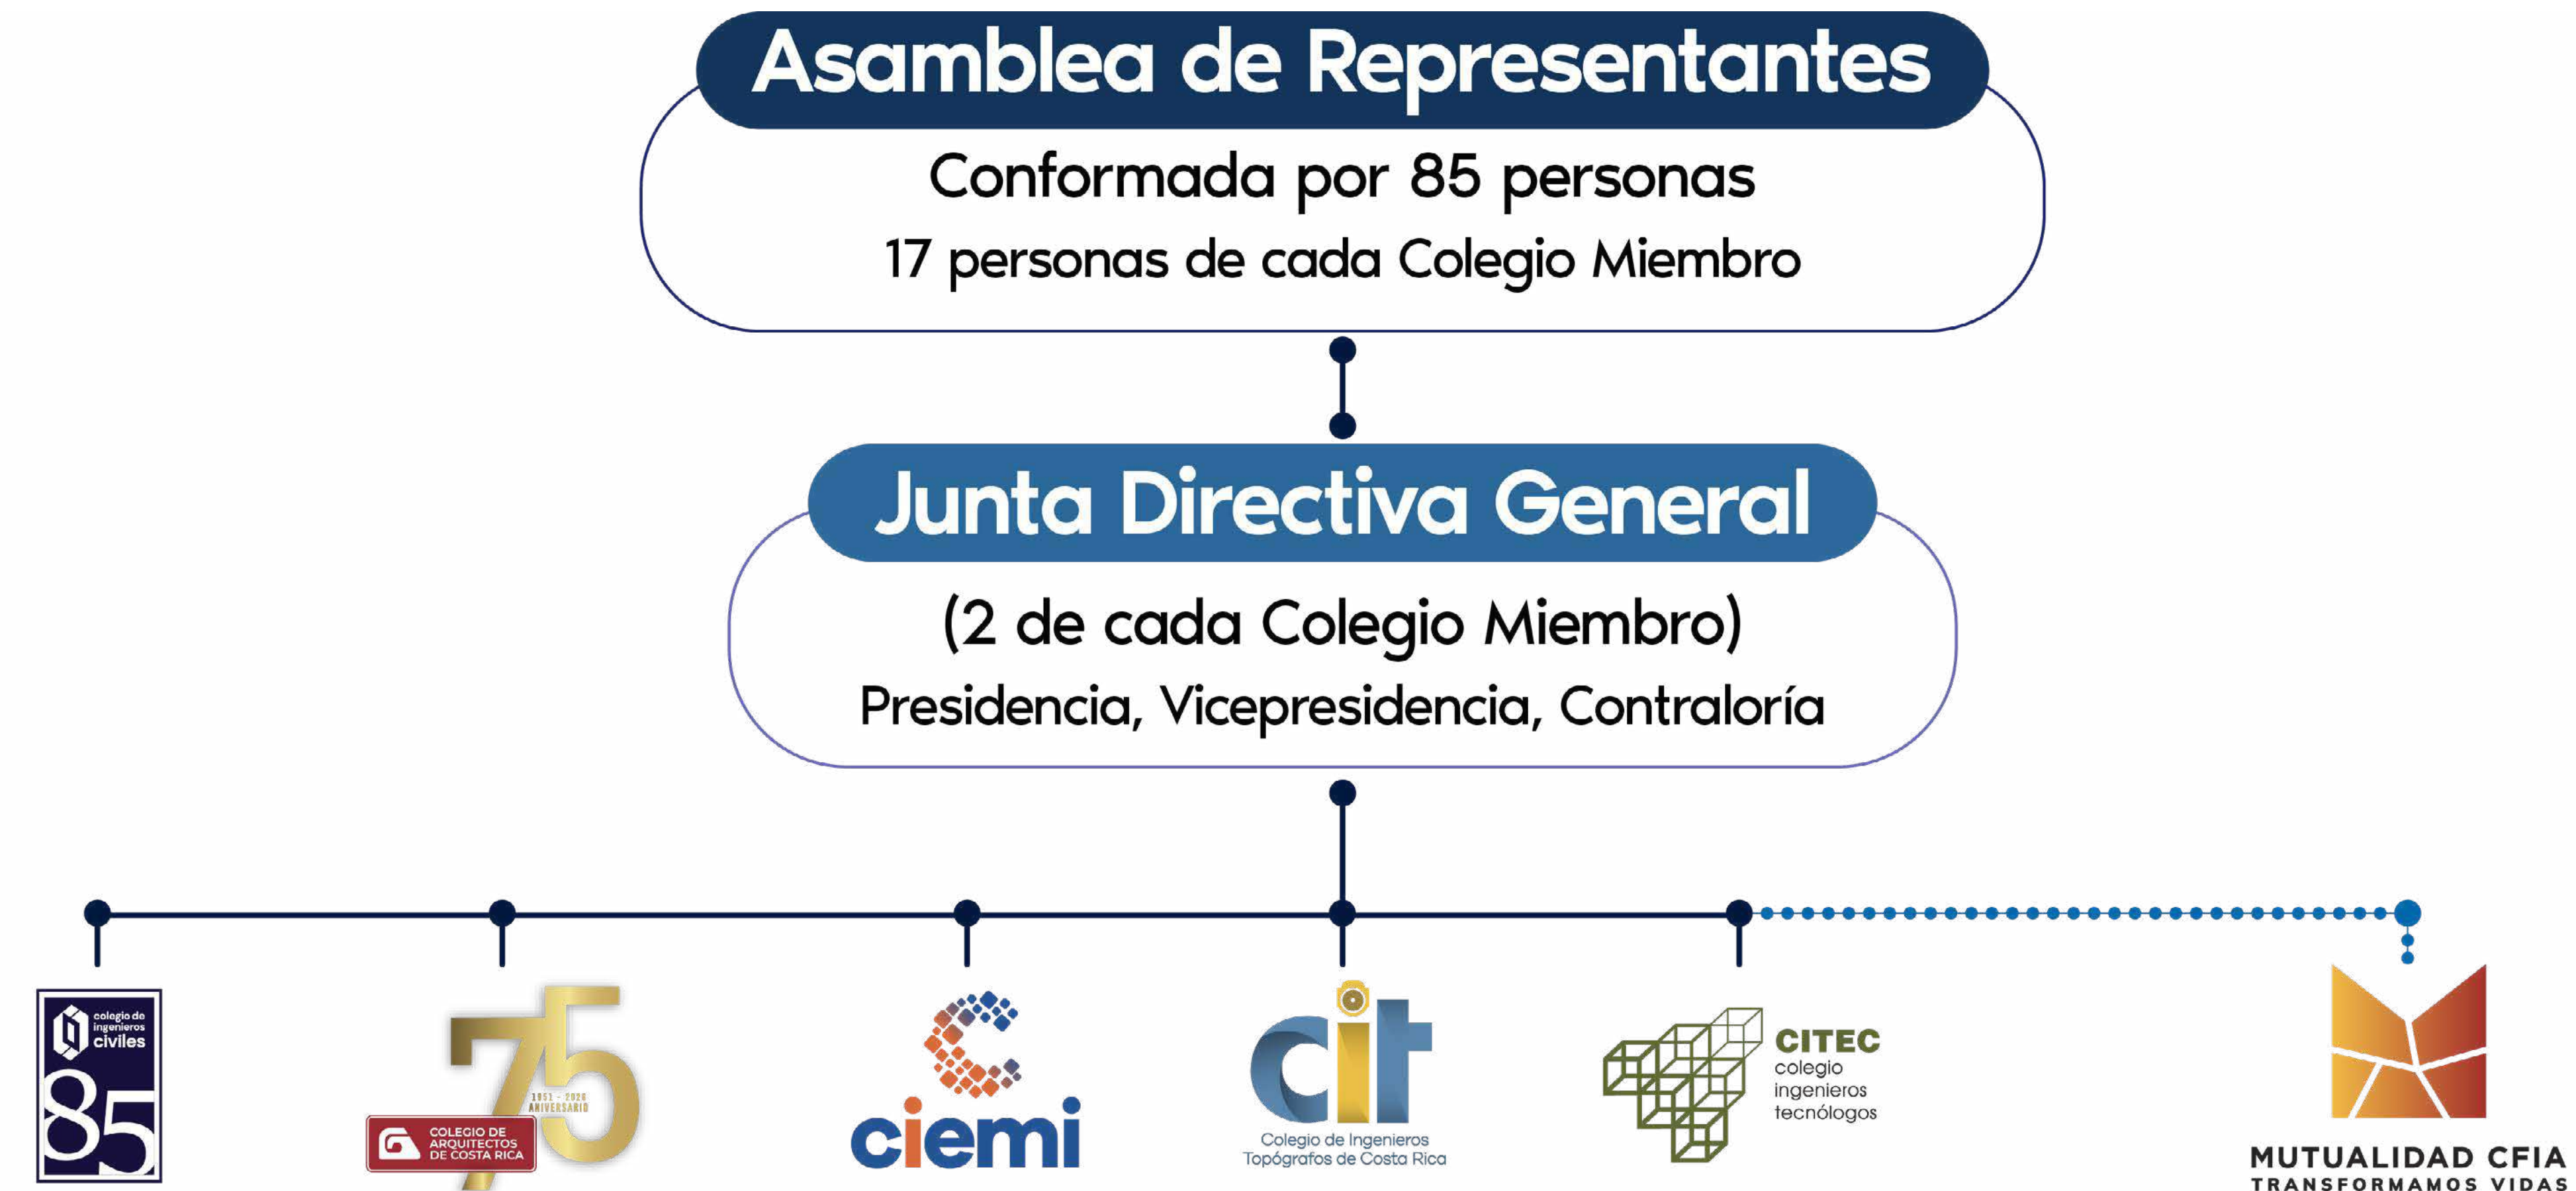 Asamblea de Representantes
Conformada por 85 personas
17 personas de cada Colegio Miembro
Junta Directiva General
(2 de cada Colegio Miembro)
Presidencia, Vicepresidencia, Contraloría
colegio de
ingenieros
civiles
85
75
1951 - 2026
ANIVERSARIO
COLEGIO DE
ARQUITECTOS
DE COSTA RICA
ciemi
cit
Colegio de Ingenieros
Topógrafos de Costa Rica
CITEC
colegio
ingenieros
tecnólogos
MUTUALIDAD CFIA
TRANSFORMAMOS VIDAS